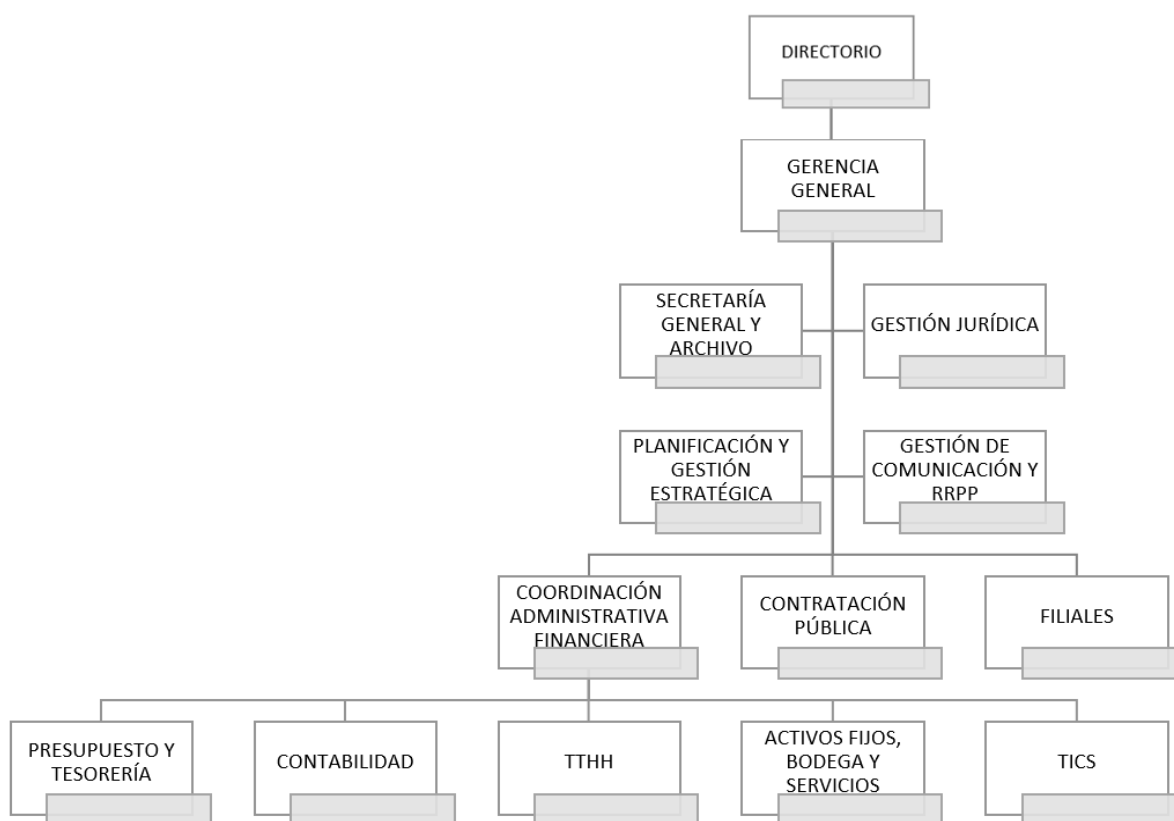 DIRECTORIO
GERENCIA
GENERAL
SECRETARÍA
GENERAL Y
ARCHIVO
GESTIÓN JURÍDICA
PLANIFICACIÓN Y
GESTIÓN
ESTRATÉGICA
GESTIÓN DE
COMUNICACIÓN Y
RRPP
COORDINACIÓN
ADMINISTRATIVA
FINANCIERA
CONTRATACIÓN
PÚBLICA
FILIALES
PRESUPUESTO Y
TESORERÍA
CONTABILIDAD
TTHH
ACTIVOS FIJOS,
BODEGA Y
SERVICIOS
TICS